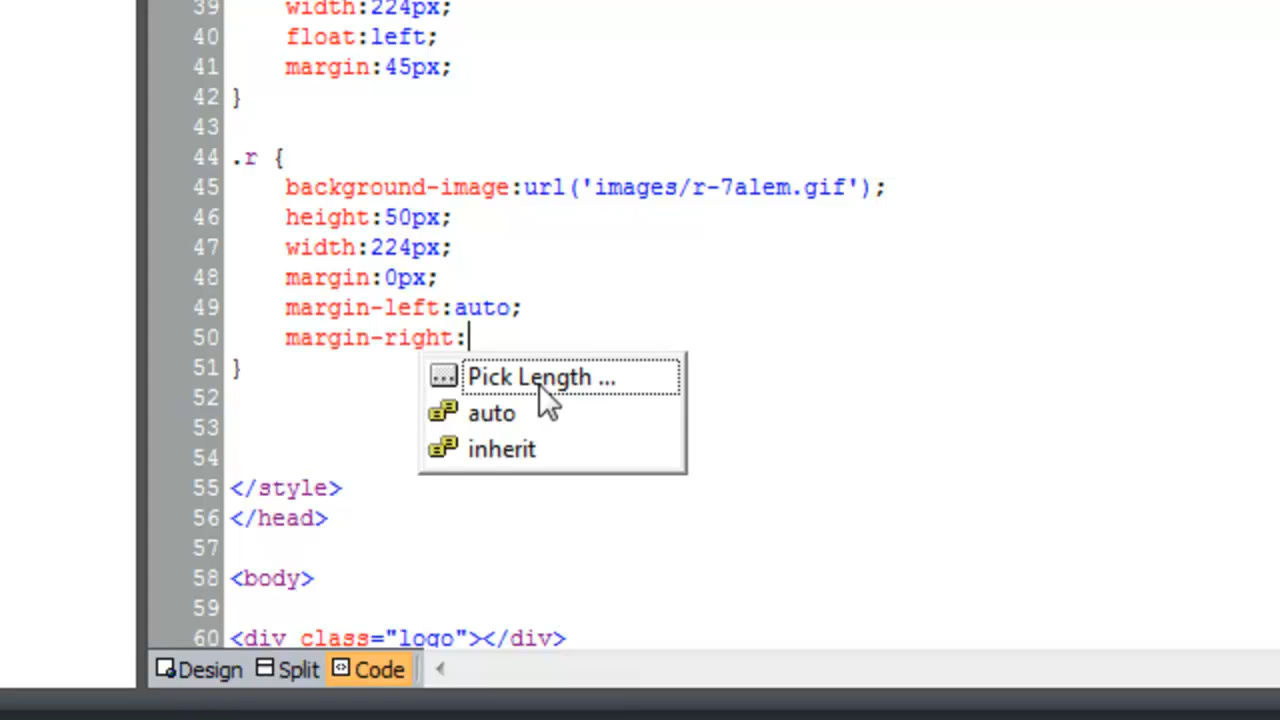 39 width:224px;
40 float:left;
41 margin:45px;
42 }
43
44 .r {
45 background-image:url('images/r-7alem.gif');
46 height:50px;
47 width:224px;
48 margin:0px;
49 margin-left:auto;
50 margin-right:
51 }
Pick Length ...
52
auto
53
inherit
54
55 </style>
56 </head>
57
58 <body>
59
60 <div class="logo"></div>
Design Split Code